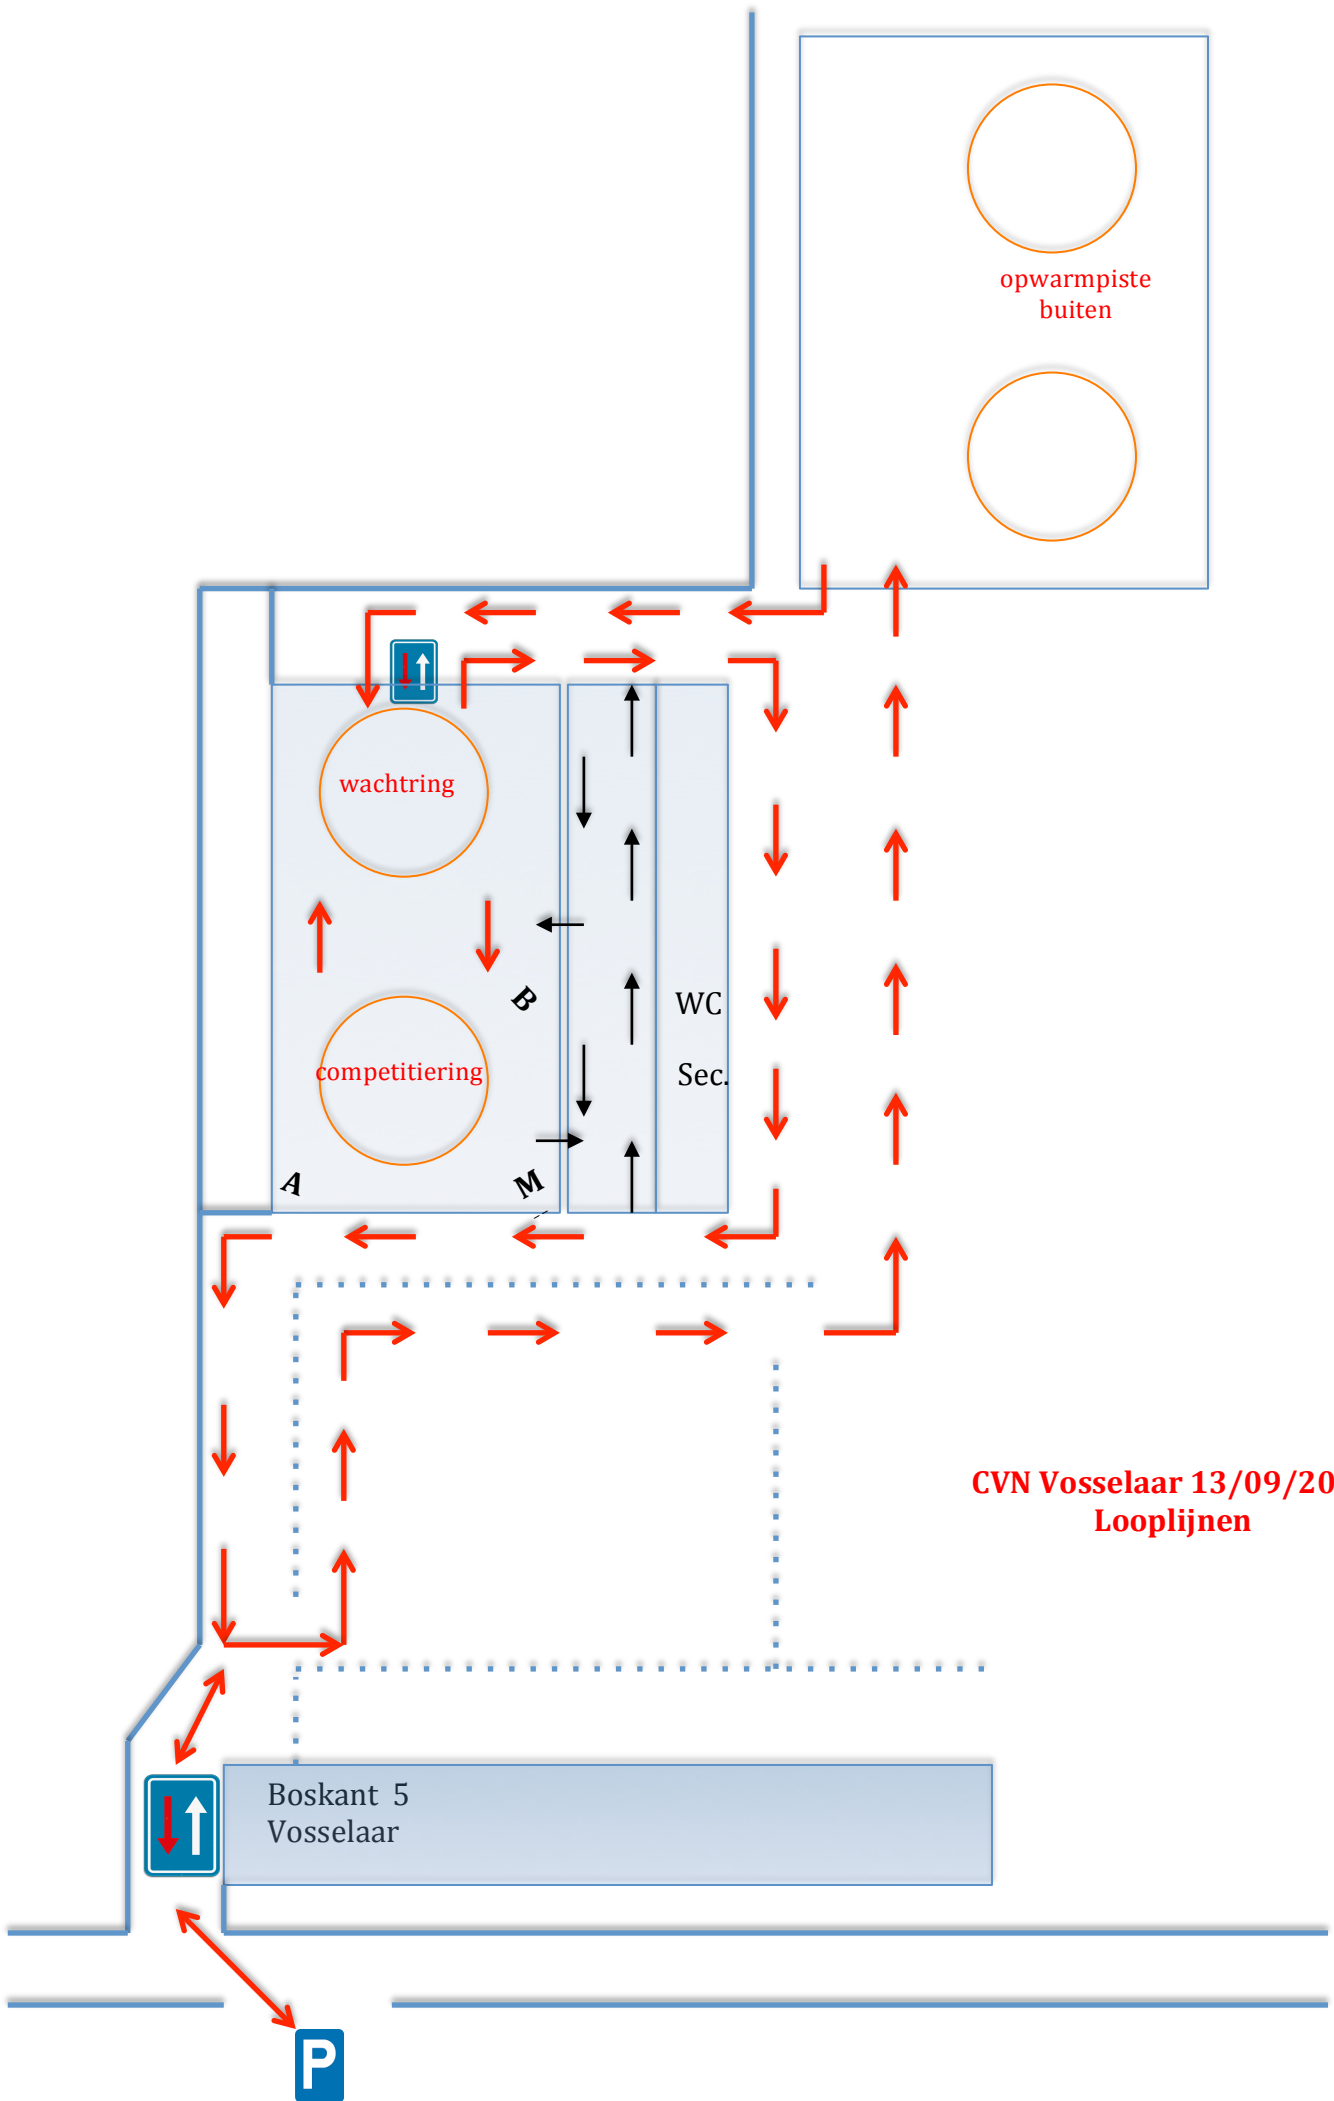 opwarmpiste
buiten
wachtring
B
WC
competitiering
Sec.
A
M
CVN Vosselaar 13/09/20
Looplijnen
Boskant 5
Vosselaar
P